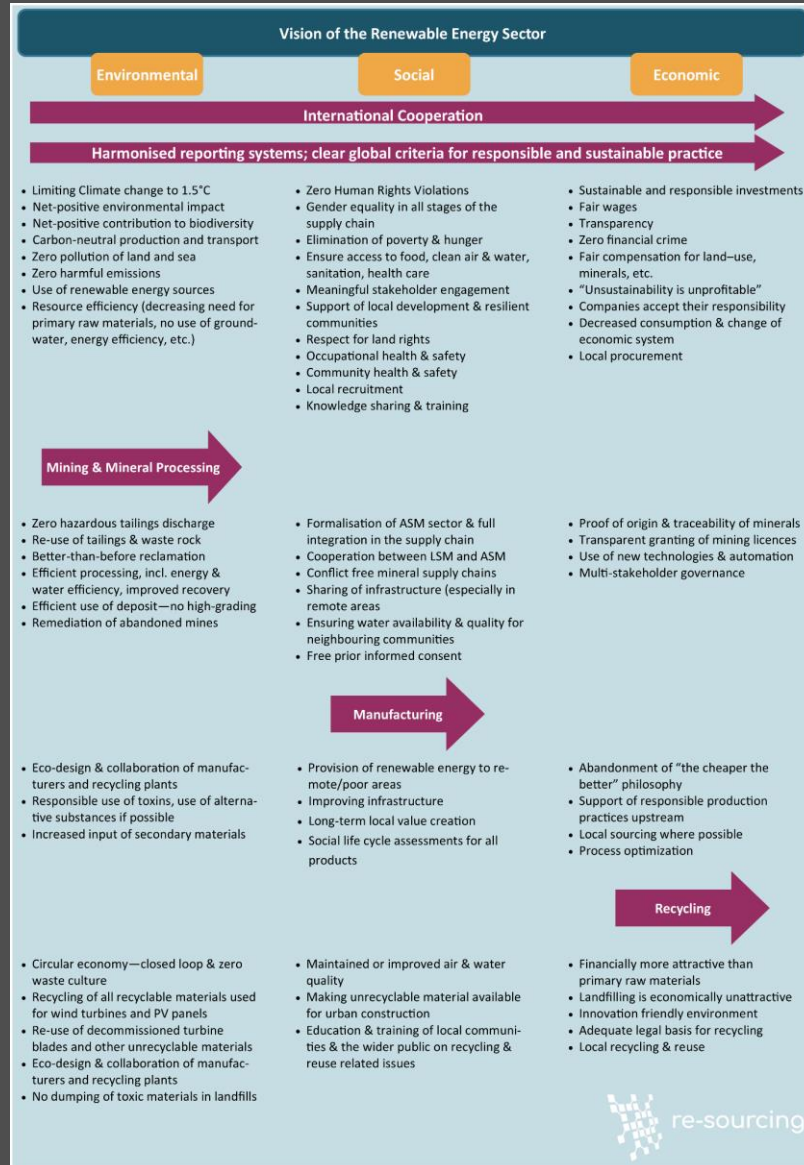 Vision of the Renewable Energy Sector
Environmental
Social
Economic
International Cooperation
Harmonised reporting systems; clear global criteria for responsible and sustainable practice
• Limiting Climate change to 1.5°C
• Net-positive environmental impact
• Net-positive contribution to biodiversity
• Carbon-neutral production and transport
• Zero pollution of land and sea
• Zero harmful emissions
• Use of renewable energy sources
• Resource efficiency (decreasing need for
primary raw materials, no use of ground-
water, energy efficiency, etc.)
• Zero Human Rights Violations
• Gender equality in all stages of the
supply chain
• Elimination of poverty & hunger
• Ensure access to food, clean air & water,
sanitation, health care
• Meaningful stakeholder engagement
• Support of local development & resilient
communities
• Respect for land rights
• Occupational health & safety
• Community health & safety
• Local recruitment
• Knowledge sharing & training
• Sustainable and responsible investments
• Fair wages
• Transparency
• Zero financial crime
• Fair compensation for land–use,
minerals, etc.
• “Unsustainability is unprofitable”
• Companies accept their responsibility
• Decreased consumption & change of
economic system
• Local procurement
Mining & Mineral Processing
• Zero hazardous tailings discharge
• Re-use of tailings & waste rock
• Better-than-before reclamation
• Efficient processing, incl. energy &
water efficiency, improved recovery
• Efficient use of deposit—no high-grading
• Remediation of abandoned mines
• Formalisation of ASM sector & full
integration in the supply chain
• Cooperation between LSM and ASM
• Conflict free mineral supply chains
• Sharing of infrastructure (especially in
remote areas
• Ensuring water availability & quality for
neighbouring communities
• Free prior informed consent
• Proof of origin & traceability of minerals
• Transparent granting of mining licences
• Use of new technologies & automation
• Multi-stakeholder governance
Manufacturing
• Eco-design & collaboration of manufac-
turers and recycling plants
• Responsible use of toxins, use of alterna-
tive substances if possible
• Increased input of secondary materials
• Provision of renewable energy to re-
mote/poor areas
• Improving infrastructure
• Long-term local value creation
• Social life cycle assessments for all
products
• Abandonment of “the cheaper the
better” philosophy
• Support of responsible production
practices upstream
• Local sourcing where possible
• Process optimization
Recycling
• Circular economy—closed loop & zero
waste culture
• Recycling of all recyclable materials used
for wind turbines and PV panels
• Re-use of decommissioned turbine
blades and other unrecyclable materials
• Eco-design & collaboration of manufac-
turers and recycling plants
• No dumping of toxic materials in landfills
• Maintained or improved air & water
quality
• Making unrecyclable material available
for urban construction
• Education & training of local communi-
ties & the wider public on recycling &
reuse related issues
• Financially more attractive than
primary raw materials
• Landfilling is economically unattractive
• Innovation friendly environment
• Adequate legal basis for recycling
• Local recycling & reuse
re-sourcing